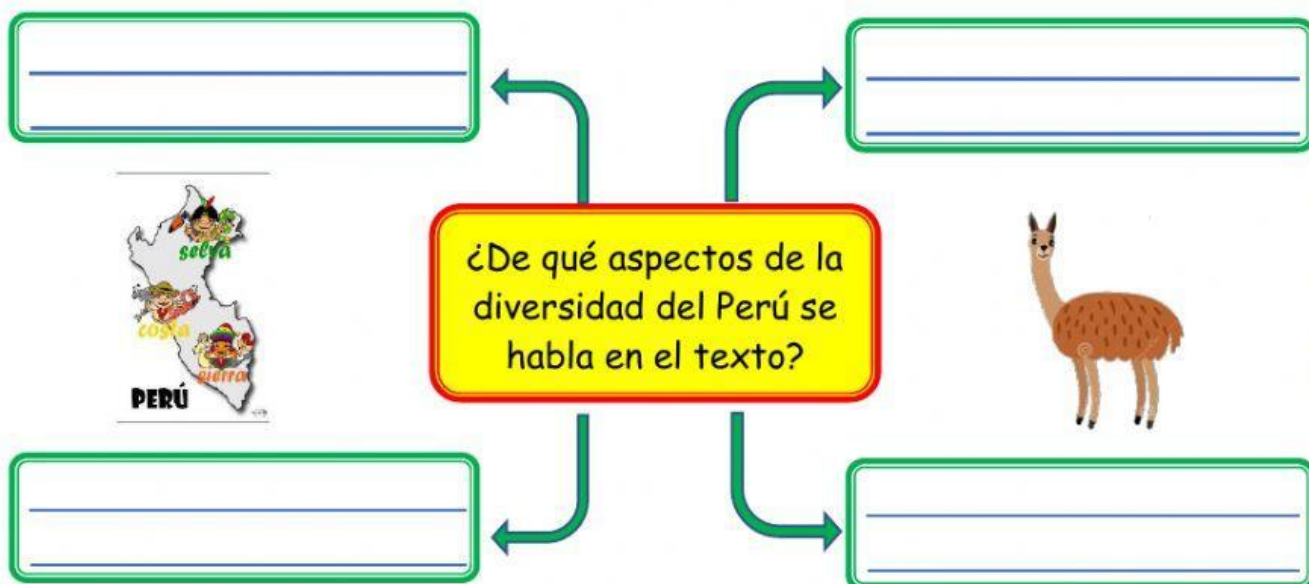 selva
costa
sierra
PERÚ
¿De qué aspectos de la
diversidad del Perú se
habla en el texto?